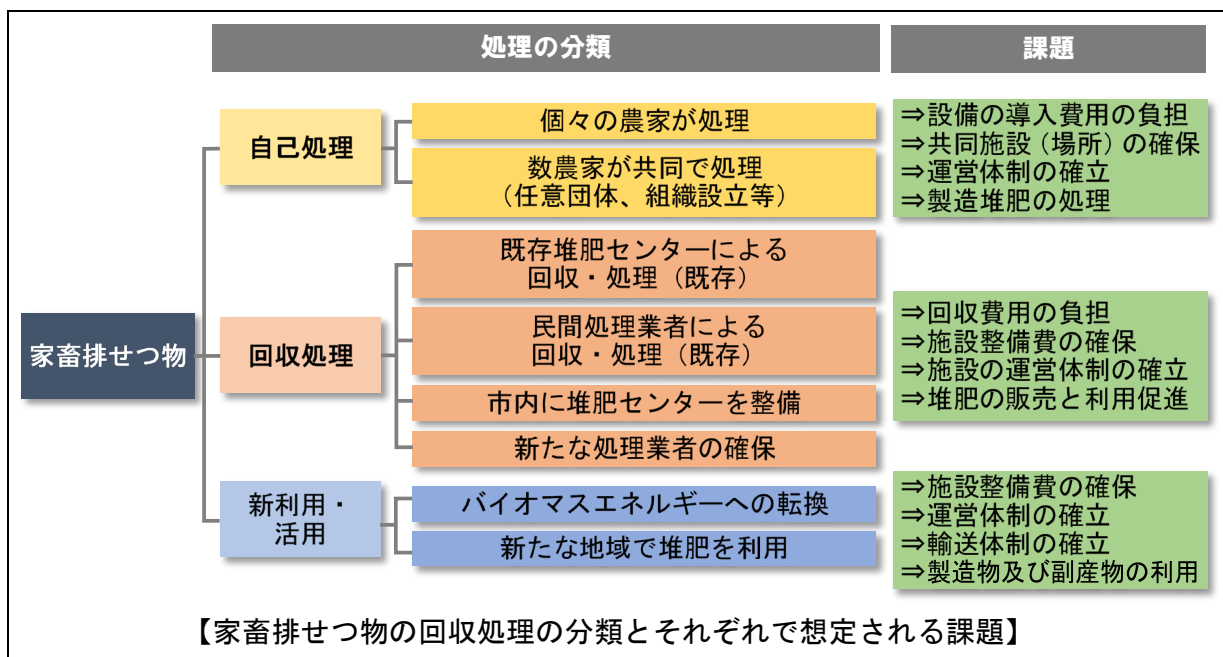 処理の分類
課題
家畜排せつ物
自己処理
個々の農家が処理
数農家が共同で処理
（任意団体、組織設立等）
⇒設備の導入費用の負担
⇒共同施設（場所）の確保
⇒運営体制の確立
⇒製造堆肥の処理
回収処理
既存堆肥センターによる
回収・処理（既存）
民間処理業者による
回収・処理（既存）
市内に堆肥センターを整備
新たな処理業者の確保
⇒回収費用の負担
⇒施設整備費の確保
⇒施設の運営体制の確立
⇒堆肥の販売と利用促進
新利用・
活用
バイオマスエネルギーへの転換
新たな地域で堆肥を利用
⇒施設整備費の確保
⇒運営体制の確立
⇒輸送体制の確立
⇒製造物及び副産物の利用
【家畜排せつ物の回収処理の分類とそれぞれで想定される課題】